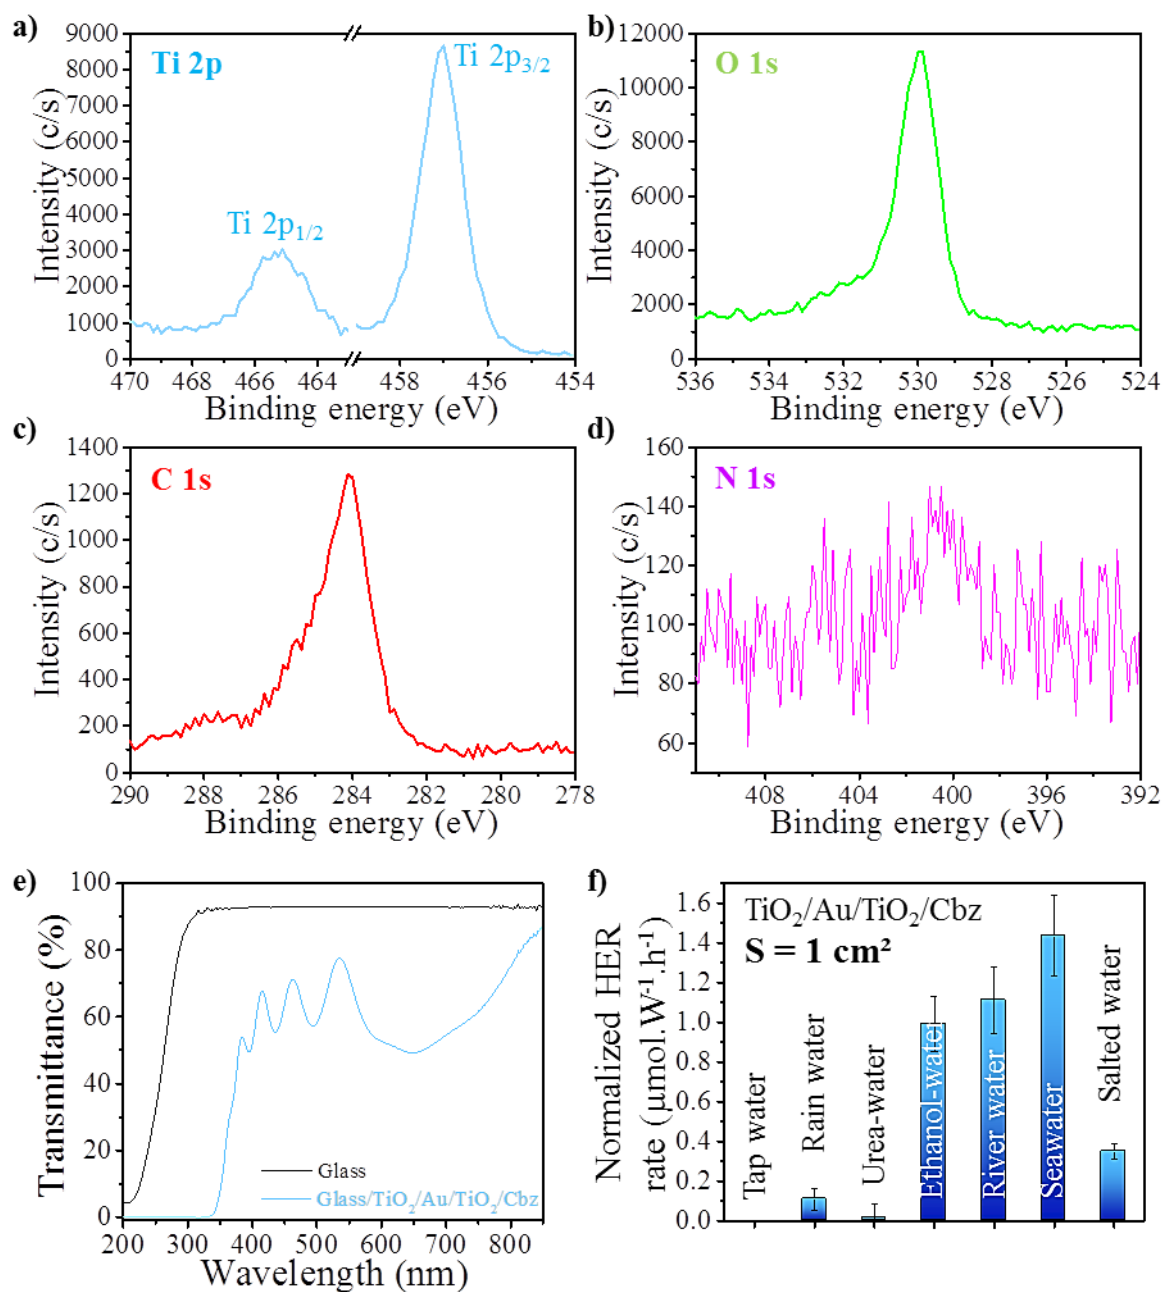 a)
9000
8000
7000
6000
5000
4000
3000
2000
1000
0
Intensity (c/s)
Ti 2p
Ti 2p3/2
Ti 2p1/2
470 468 466 464 458 456 454
Binding energy (eV)
b)
12000
10000
8000
6000
4000
2000
0
Intensity (c/s)
O 1s
536 534 532 530 528 526 524
Binding energy (eV)
c)
1400
1200
1000
800
600
400
200
0
Intensity (c/s)
C 1s
290 288 286 284 282 280 278
Binding energy (eV)
d)
160
140
120
100
80
60
Intensity (c/s)
N 1s
408 404 400 396 392
Binding energy (eV)
e)
100
80
60
40
20
0
Transmittance (%)
Glass
Glass/TiO2/Au/TiO2/Cbz
200 300 400 500 600 700 800
Wavelength (nm)
f)
1.6
1.4
1.2
1.0
0.8
0.6
0.4
0.2
0.0
Normalized HER
rate (µmol.W-1.h-1)
TiO2/Au/TiO2/Cbz
S = 1 cm²
Tap water
Rain water
Urea-water
Ethanol-water
River water
Seawater
Salted water